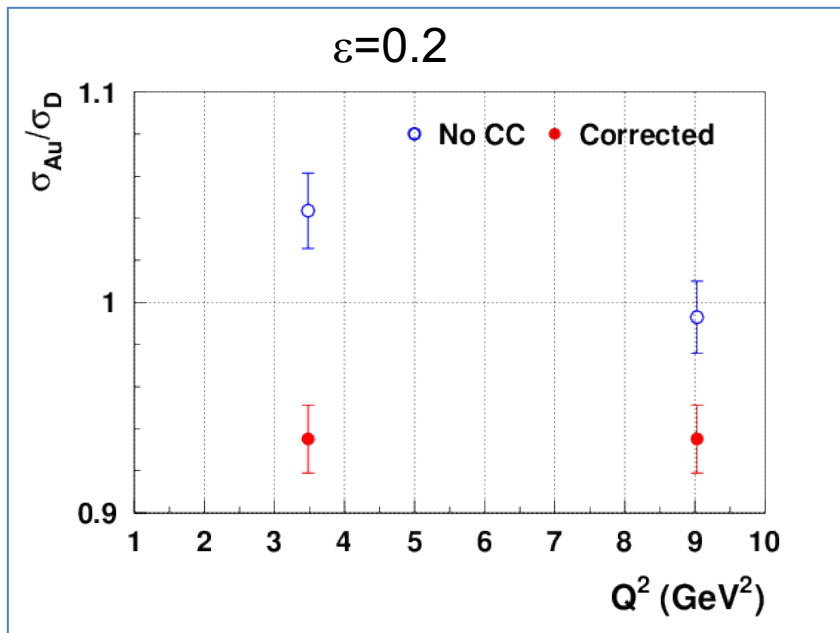 ε=0.2
σAu/σD
1.1
1
0.9
No CC Corrected
1 2 3 4 5 6 7 8 9 10
Q² (GeV²)